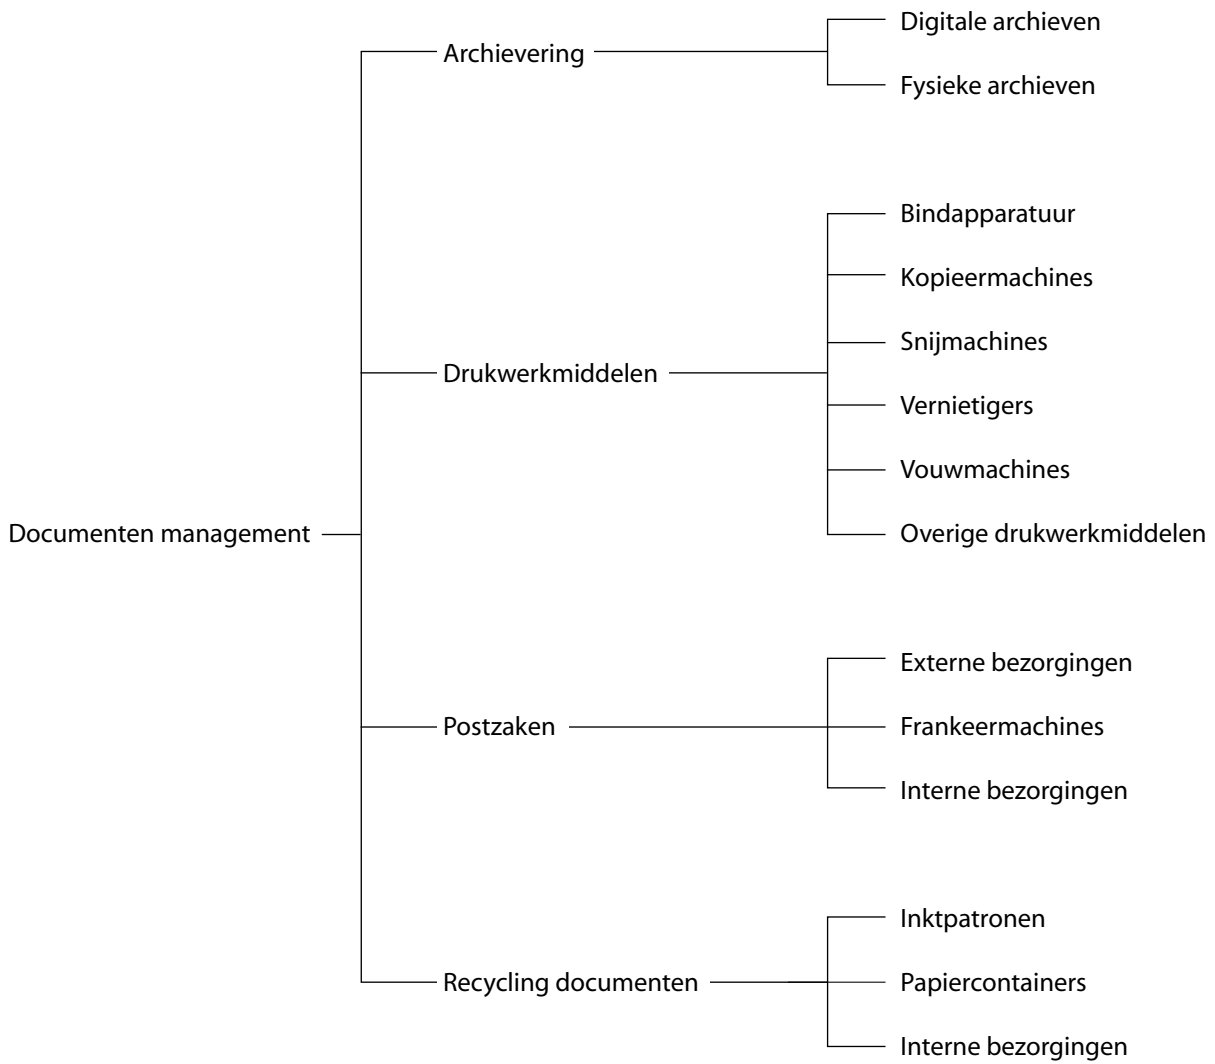 Documenten management
Archievering
Digitale archieven
Fysieke archieven
Drukwerkmiddelen
Bindapparatuur
Kopieermachines
Snijmachines
Vernietigers
Vouwmachines
Overige drukwerkmiddelen
Postzaken
Externe bezorgingen
Frankeermachines
Interne bezorgingen
Recycling documenten
Inktpatronen
Papiercontainers
Interne bezorgingen